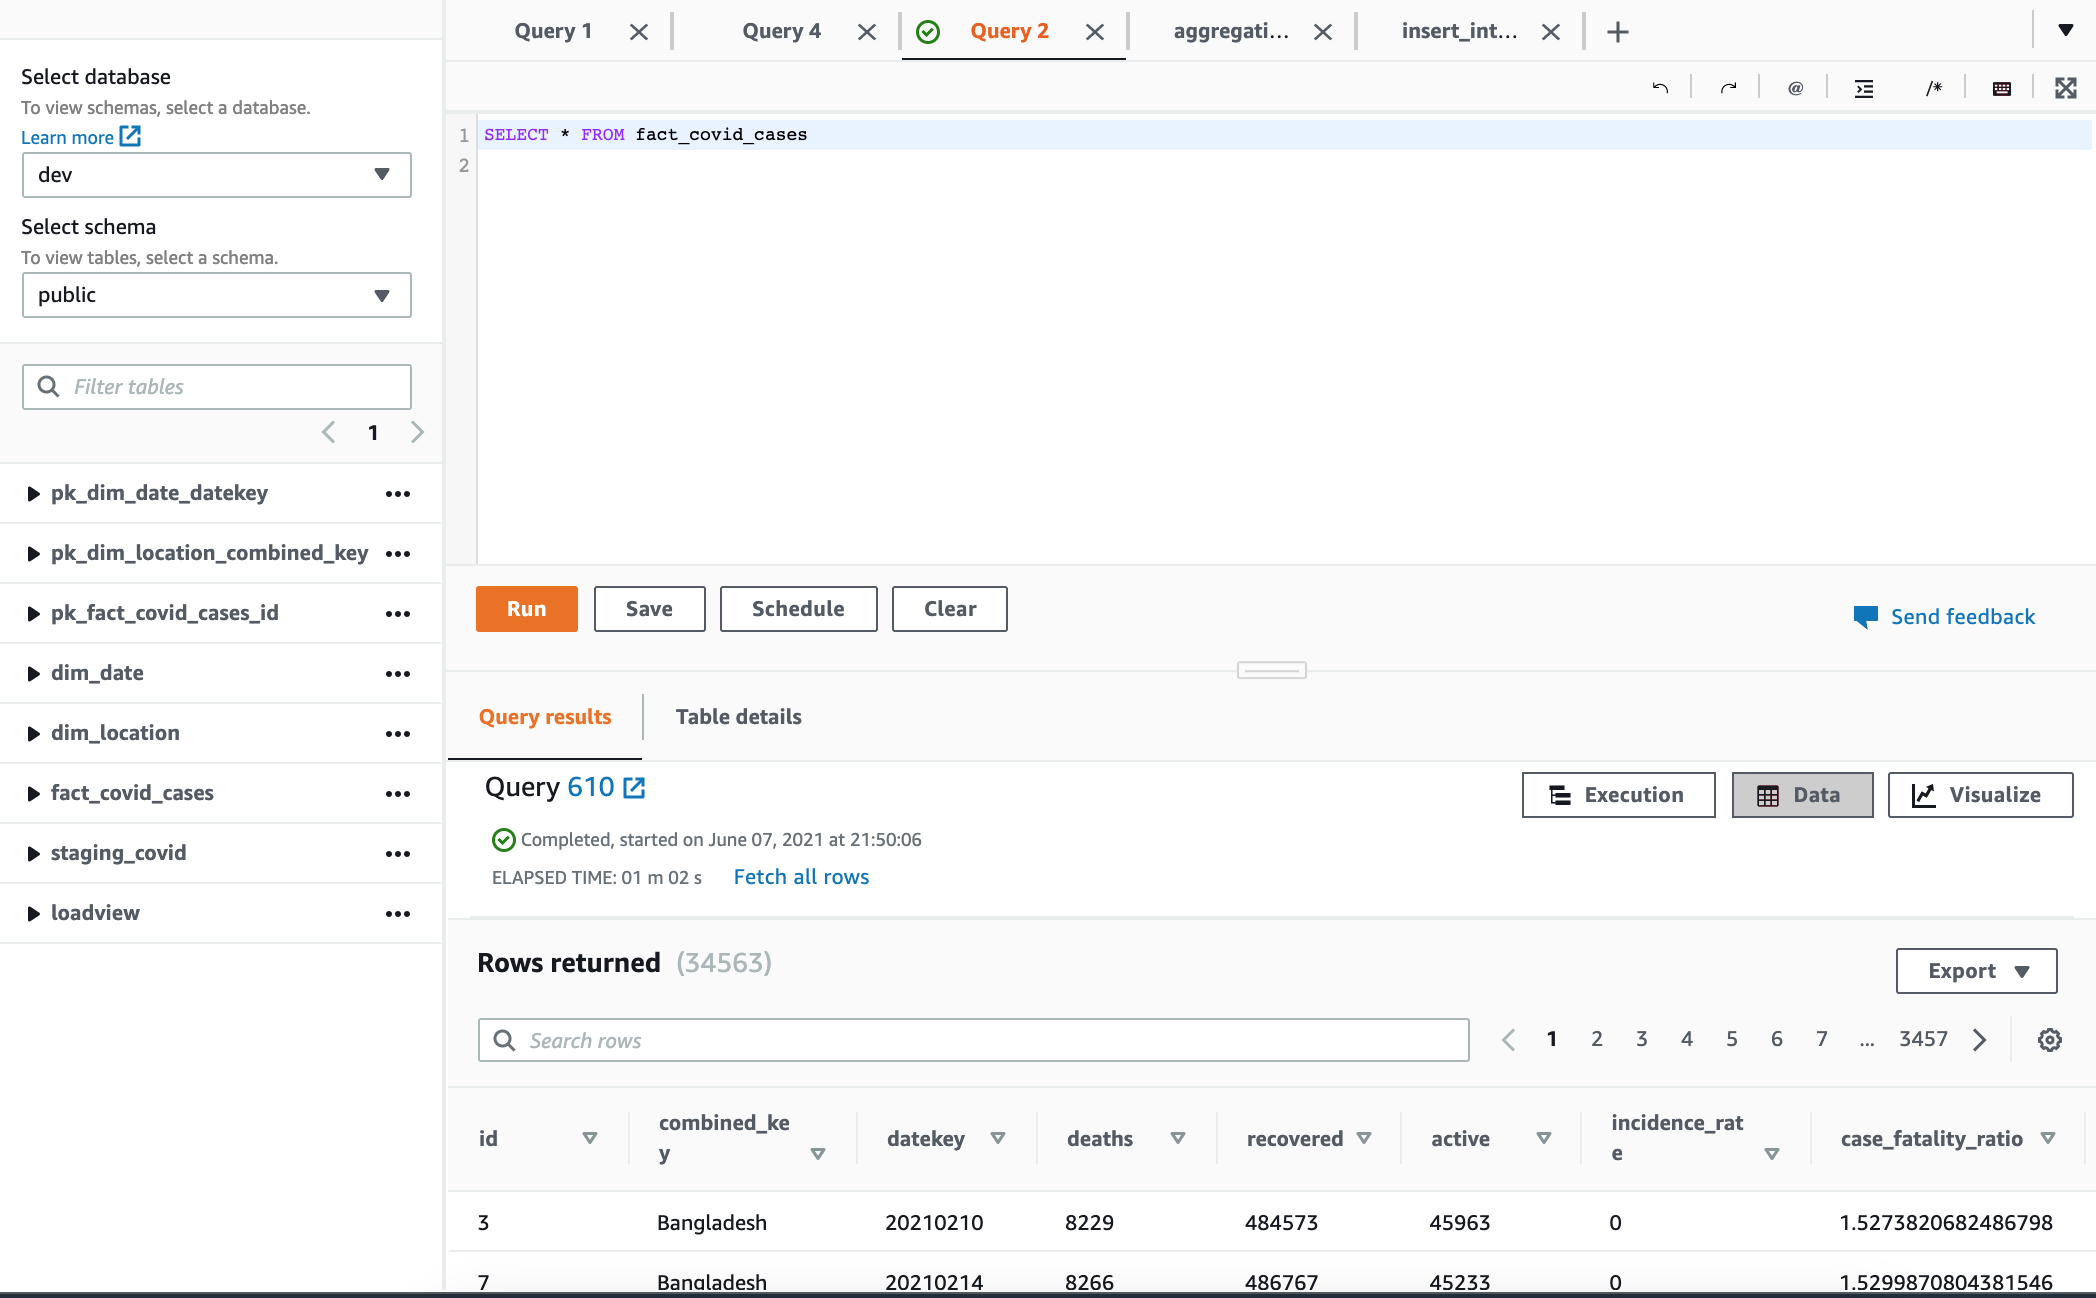 Query 1
Query 4
Query 2
aggregati...
insert_int...
@
/*
Select database
To view schemas, select a database.
Learn more
dev
Select schema
To view tables, select a schema.
public
Filter tables
1
pk_dim_date_datekey
pk_dim_location_combined_key
pk_fact_covid_cases_id
dim_date
dim_location
fact_covid_cases
staging_covid
loadview
1 SELECT * FROM fact_covid_cases
2
Run
Save
Schedule
Clear
Send feedback
Query results
Table details
Query 610
Execution
Data
Visualize
Completed, started on June 07, 2021 at 21:50:06
ELAPSED TIME: 01 m 02 s
Fetch all rows
Rows returned (34563)
Export
Search rows
1 2 3 4 5 6 7 ... 3457
id combined_key datekey deaths recovered active incidence_rate case_fatality_ratio
3 Bangladesh 20210210 8229 484573 45963 0 1.5273820682486798
7 Bangladesh 20210214 8266 486767 45233 0 1.5299870804381546